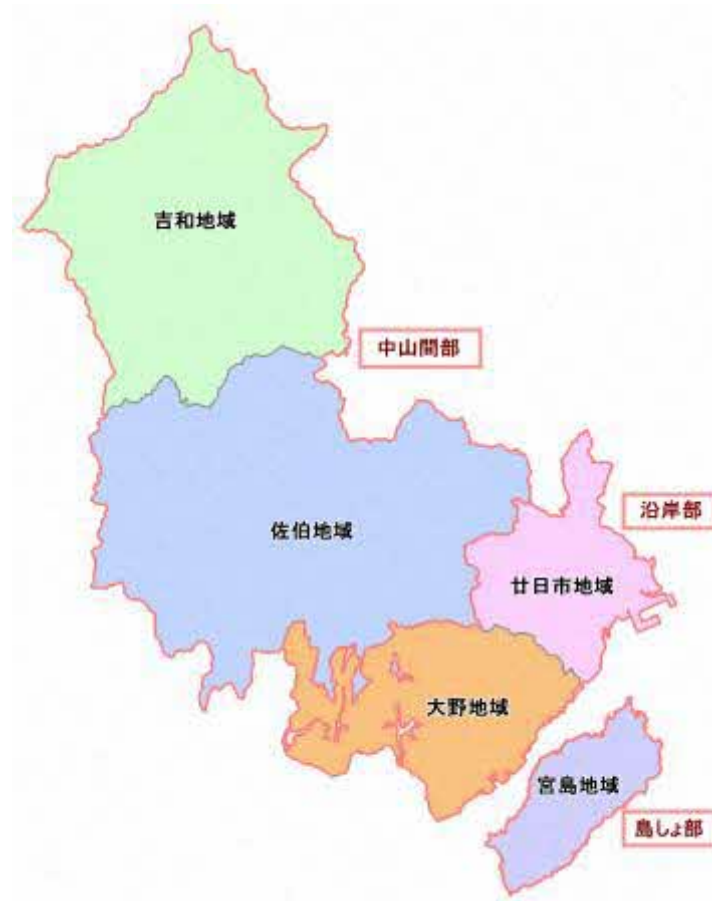 吉和地域
中山間部
沿岸部
佐伯地域
廿日市地域
大野地域
宮島地域
島しょ部